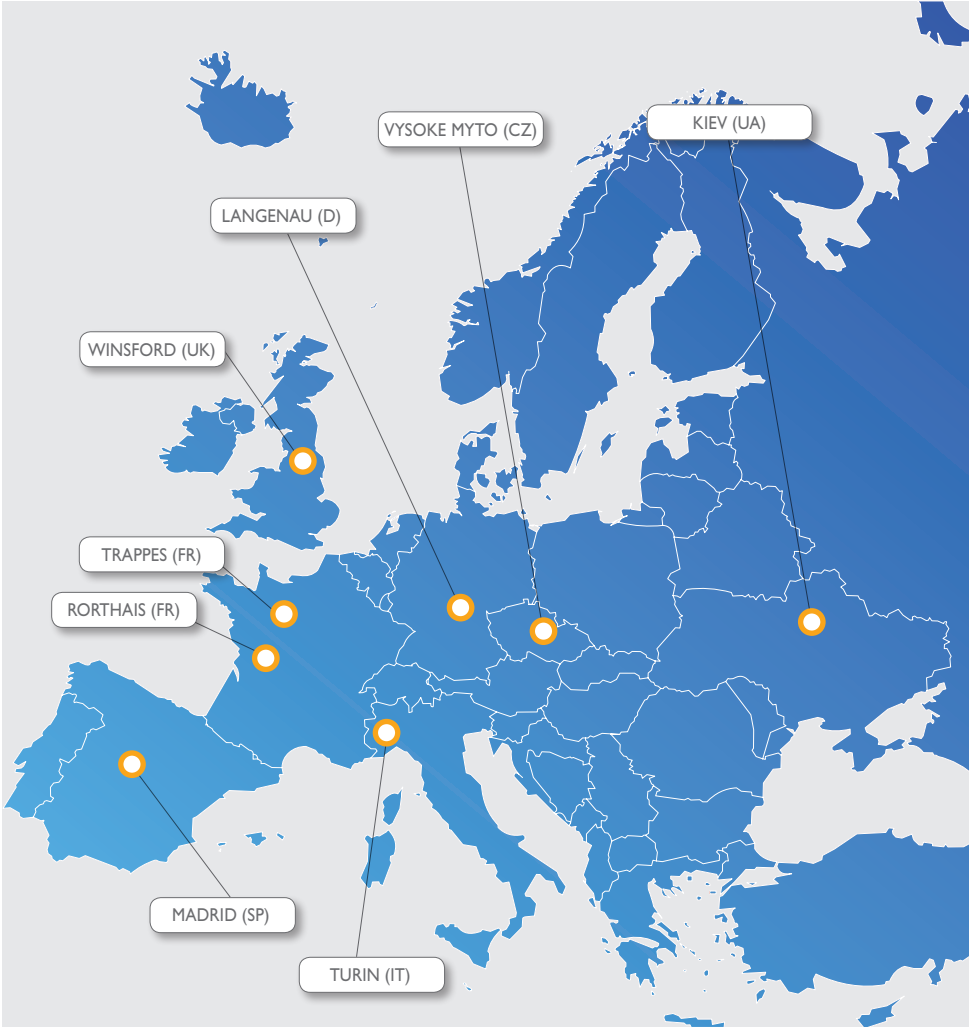 VYSOKE MYTO (CZ)
KIEV (UA)
LANGENAU (D)
WINSFORD (UK)
TRAPPES (FR)
RORTHAIS (FR)
MADRID (SP)
TURIN (IT)